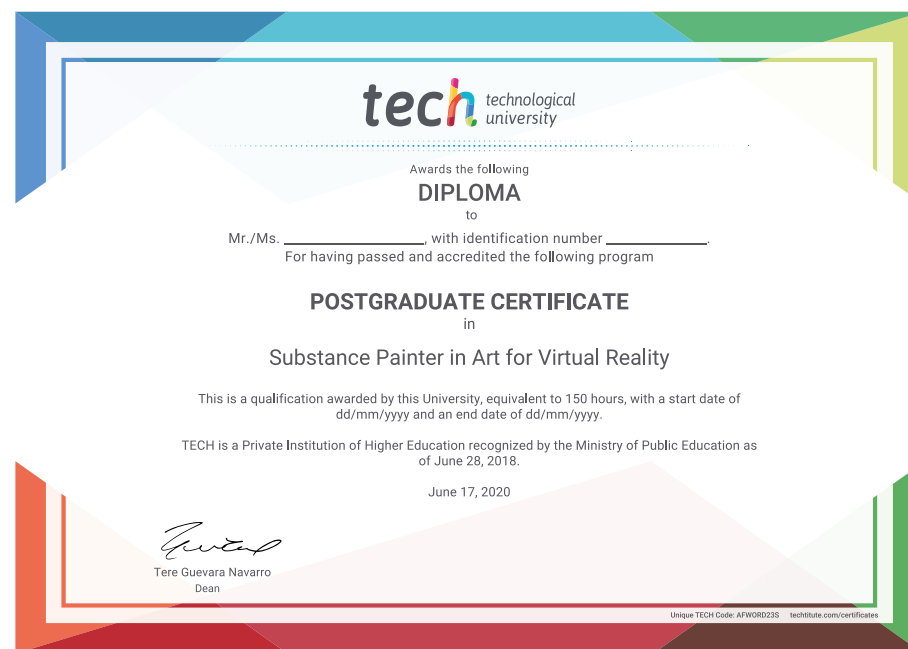 tech technological
university
Awards the following
DIPLOMA
to
Mr./Ms. ____________________, with identification number ______________.
For having passed and accredited the following program
POSTGRADUATE CERTIFICATE
in
Substance Painter in Art for Virtual Reality
This is a qualification awarded by this University, equivalent to 150 hours, with a start date of
dd/mm/yyyy and an end date of dd/mm/yyyy.
TECH is a Private Institution of Higher Education recognized by the Ministry of Public Education as
of June 28, 2018.
June 17, 2020
Tere Guevara Navarro
Dean
Unique TECH Code: AFWORD23S techtitute.com/certificates